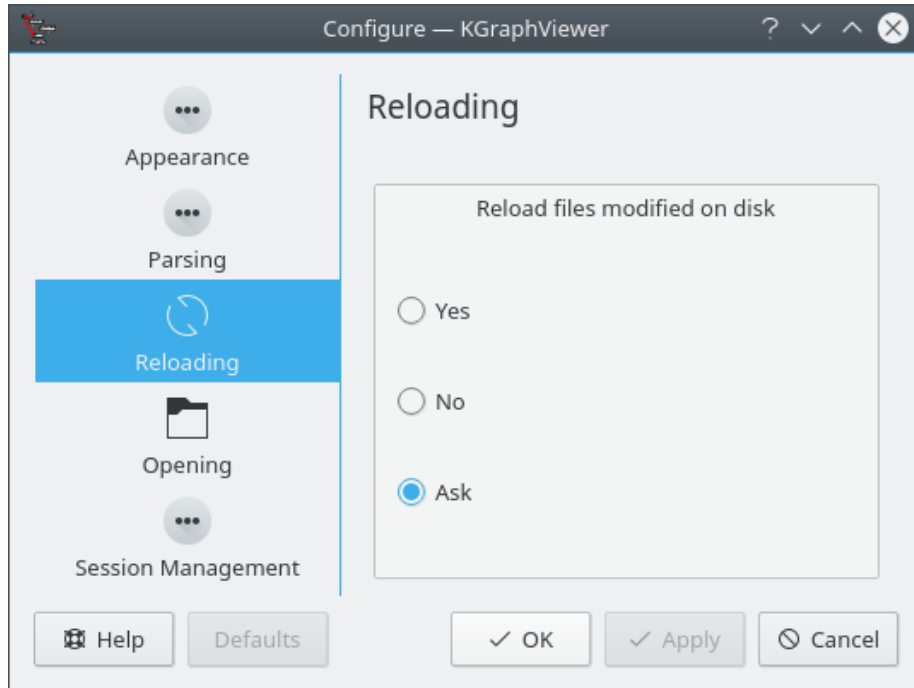 Configure — KGraphViewer
Appearance
Parsing
Reloading
Opening
Session Management
Reloading
Reload files modified on disk
Yes
No
Ask
Help
Defaults
OK
Apply
Cancel